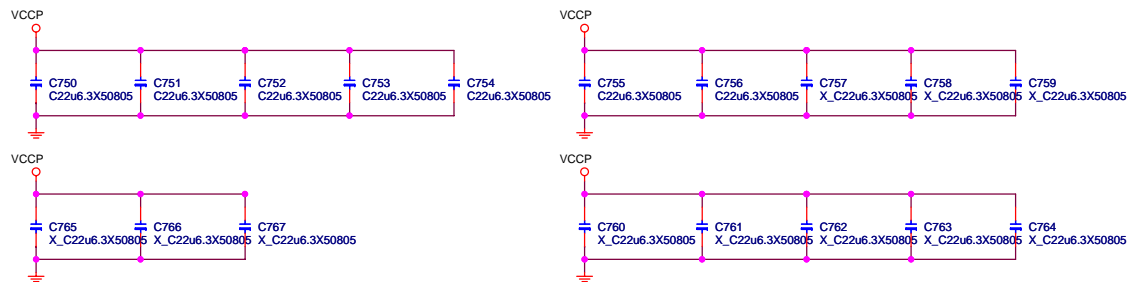 VCCP
C750
C22u6.3X50805
C751
C22u6.3X50805
C752
C22u6.3X50805
C753
C22u6.3X50805
C754
C22u6.3X50805
VCCP
C755
C22u6.3X50805
C756
C22u6.3X50805
C757
X_C22u6.3X50805
C758
X_C22u6.3X50805
C759
X_C22u6.3X50805
VCCP
C765
X_C22u6.3X50805
C766
X_C22u6.3X50805
C767
X_C22u6.3X50805
VCCP
C760
X_C22u6.3X50805
C761
X_C22u6.3X50805
C762
X_C22u6.3X50805
C763
X_C22u6.3X50805
C764
X_C22u6.3X50805